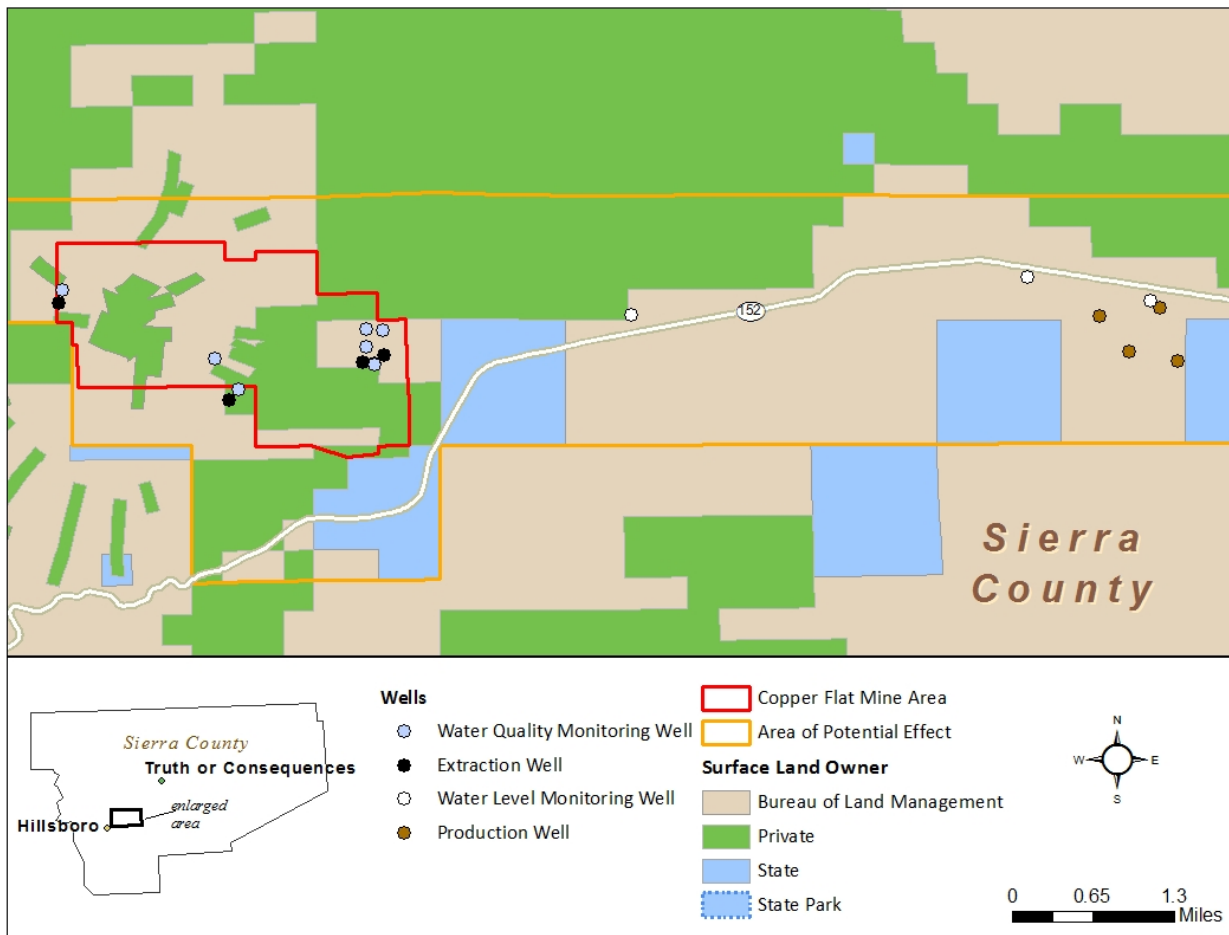 152
Sierra
County
Sierra County
Truth or Consequences
Hillsboro
enlarged
area
Wells
Water Quality Monitoring Well
Extraction Well
Water Level Monitoring Well
Production Well
Copper Flat Mine Area
Area of Potential Effect
Surface Land Owner
Bureau of Land Management
Private
State
State Park
N
W E
S
0 0.65 1.3
Miles